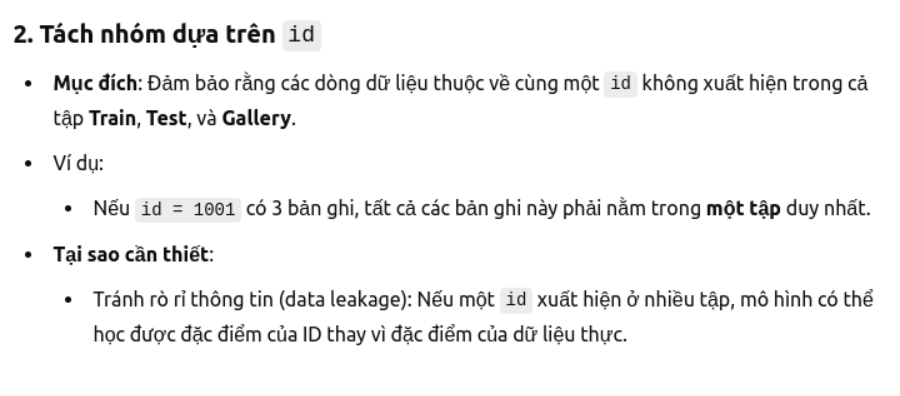 2. Tách nhóm dựa trên id
• Mục đích: Đảm bảo rằng các dòng dữ liệu thuộc về cùng một id không xuất hiện trong cả
tập Train, Test, và Gallery.
• Ví dụ:
• Nếu id = 1001 có 3 bản ghi, tất cả các bản ghi này phải nằm trong một tập duy nhất.
• Tại sao cần thiết:
• Tránh rò rỉ thông tin (data leakage): Nếu một id xuất hiện ở nhiều tập, mô hình có thể
học được đặc điểm của ID thay vì đặc điểm của dữ liệu thực.